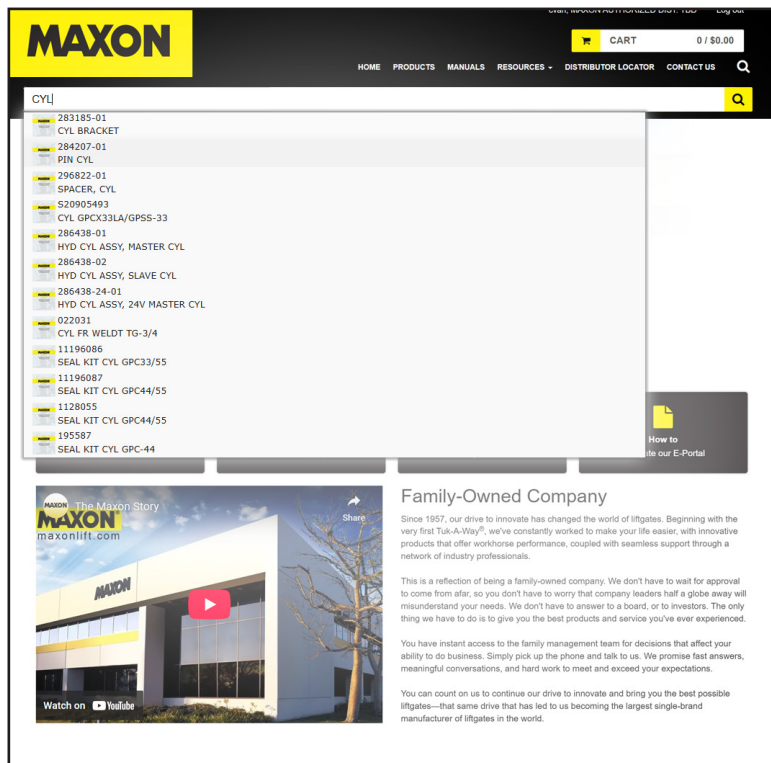 evan, MAXON AUTHORIZED DIST. TBD Log out
MAXON
CART 0 / $0.00
HOME PRODUCTS MANUALS RESOURCES DISTRIBUTOR LOCATOR CONTACT US
CYL
283185-01
CYL BRACKET
284207-01
PIN CYL
296822-01
SPACER, CYL
S20905493
CYL GPCX33LA/GPSS-33
286438-01
HYD CYL ASSY, MASTER CYL
286438-02
HYD CYL ASSY, SLAVE CYL
286438-24-01
HYD CYL ASSY, 24V MASTER CYL
022031
CYL FR WELDT TG-3/4
11196086
SEAL KIT CYL GPC33/55
11196087
SEAL KIT CYL GPC44/55
1128055
SEAL KIT CYL GPC44/55
195587
SEAL KIT CYL GPC-44
How to
ate our E-Portal
MAXON The Maxon Story
Share
MAXON
maxonlift.com
MAXON
Watch on YouTube
Family-Owned Company
Since 1957, our drive to innovate has changed the world of liftgates. Beginning with the
very first Tuk-A-Way®, we've constantly worked to make your life easier, with innovative
products that offer workhorse performance, coupled with seamless support through a
network of industry professionals.
This is a reflection of being a family-owned company. We don't have to wait for approval
to come from afar, so you don't have to worry that company leaders half a globe away will
misunderstand your needs. We don't have to answer to a board, or to investors. The only
thing we have to do is to give you the best products and service you've ever experienced.
You have instant access to the family management team for decisions that affect your
ability to do business. Simply pick up the phone and talk to us. We promise fast answers,
meaningful conversations, and hard work to meet and exceed your expectations.
You can count on us to continue our drive to innovate and bring you the best possible
liftgates—that same drive that has led to us becoming the largest single-brand
manufacturer of liftgates in the world.